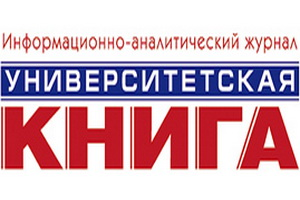 Информационно-аналитический журнал
УНИВЕРСИТЕТСКАЯ
КНИГА